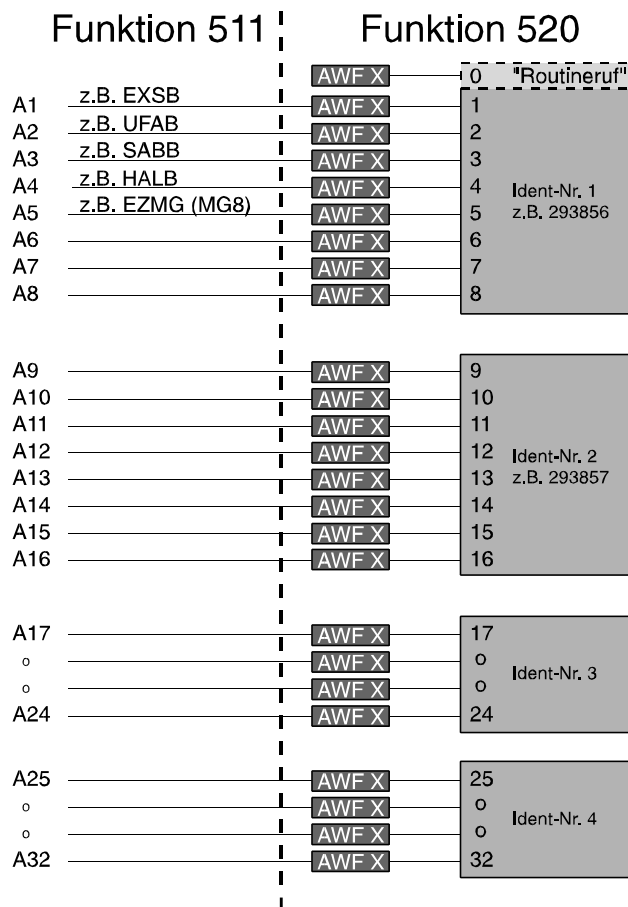 Funktion 511 Funktion 520
AWF X 0 "Routineruf"
A1 z.B. EXSB AWF X 1
A2 z.B. UFAB AWF X 2
A3 z.B. SABB AWF X 3
A4 z.B. HALB AWF X 4 Ident-Nr. 1
A5 z.B. EZMG (MG8) AWF X 5 z.B. 293856
A6 AWF X 6
A7 AWF X 7
A8 AWF X 8
A9 AWF X 9
A10 AWF X 10
A11 AWF X 11
A12 AWF X 12 Ident-Nr. 2
A13 AWF X 13 z.B. 293857
A14 AWF X 14
A15 AWF X 15
A16 AWF X 16
A17 AWF X 17
o AWF X o Ident-Nr. 3
o AWF X o
A24 AWF X 24
A25 AWF X 25
o AWF X o Ident-Nr. 4
o AWF X o
A32 AWF X 32